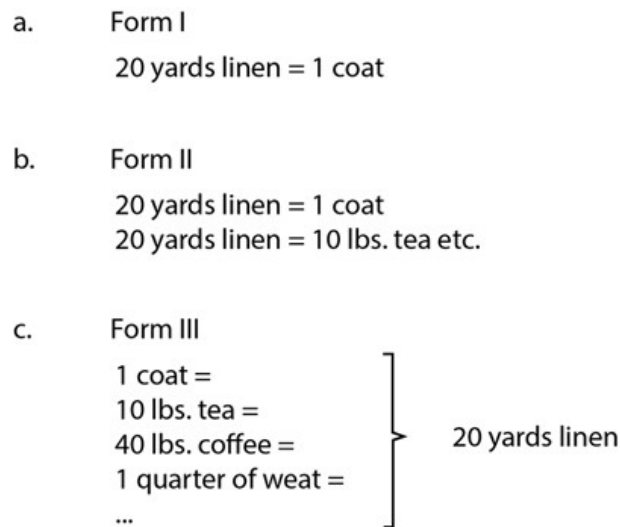 a. Form I
20 yards linen = 1 coat
b. Form II
20 yards linen = 1 coat
20 yards linen = 10 lbs. tea etc.
c. Form III
1 coat =
10 lbs. tea =
40 lbs. coffee =
20 yards linen
1 quarter of weat =
...